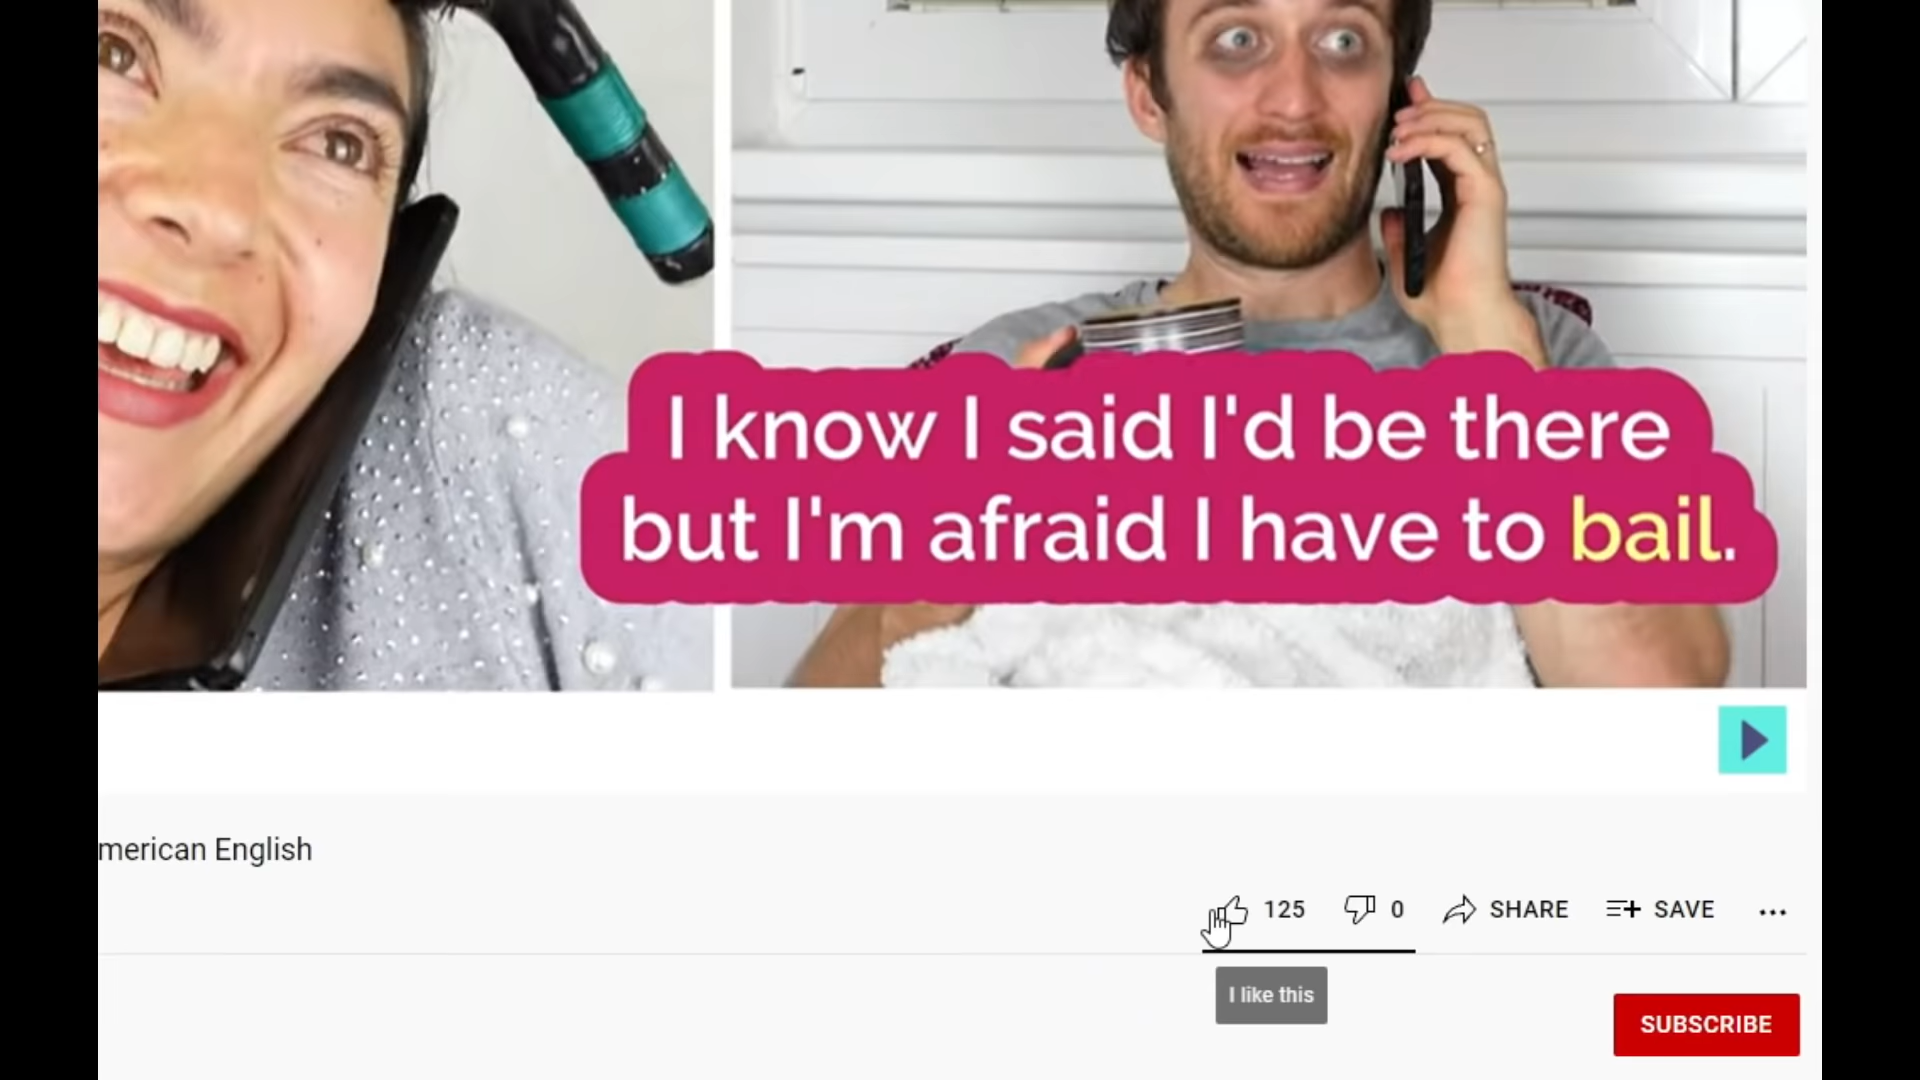 I know I said I'd be there
but I'm afraid I have to bail.
merican English
125 0 SHARE SAVE ...
I like this
SUBSCRIBE